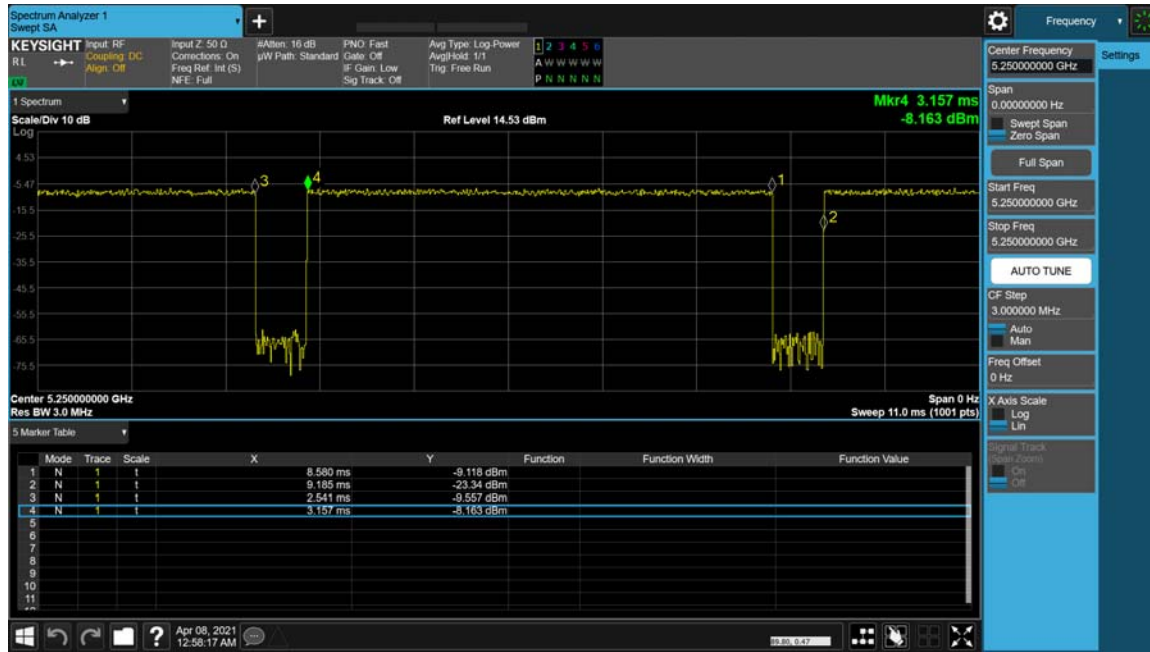 Spectrum Analyzer 1
Swept SA
+
Frequency
KEYSIGHT
RL
Input: RF
Coupling: DC
Align: Off
Input Z: 50 Ω
Corrections: On
Freq Ref: Int (S)
NFE: Full
#Atten: 16 dB
µW Path: Standard
PNO: Fast
Gate: Off
IF Gain: Low
Sig Track: Off
Avg Type: Log-Power
Avg|Hold: 1/1
Trig: Free Run
1 2 3 4 5 6
A W W W W W
P N N N N N
Center Frequency
5.250000000 GHz
Settings
Span
0.00000000 Hz
Swept Span
Zero Span
Full Span
Start Freq
5.250000000 GHz
Stop Freq
5.250000000 GHz
AUTO TUNE
CF Step
3.000000 MHz
Auto
Man
Freq Offset
0 Hz
X Axis Scale
Log
Lin
Signal Track
(Span Zoom)
On
Off
1 Spectrum
Scale/Div 10 dB
Ref Level 14.53 dBm
Mkr4 3.157 ms
-8.163 dBm
Log
4.53
-5.47
-15.5
-25.5
-35.5
-45.5
-55.5
-65.5
-75.5
3
4
1
2
Center 5.250000000 GHz
Res BW 3.0 MHz
Span 0 Hz
Sweep 11.0 ms (1001 pts)
5 Marker Table
Mode Trace Scale X Y Function Function Width Function Value
1 N 1 t 8.580 ms -9.118 dBm
2 N 1 t 9.185 ms -23.34 dBm
3 N 1 t 2.541 ms -9.557 dBm
4 N 1 t 3.157 ms -8.163 dBm
5
6
7
8
9
10
11
?
Apr 08, 2021
12:58:17 AM
89.80, 0.47